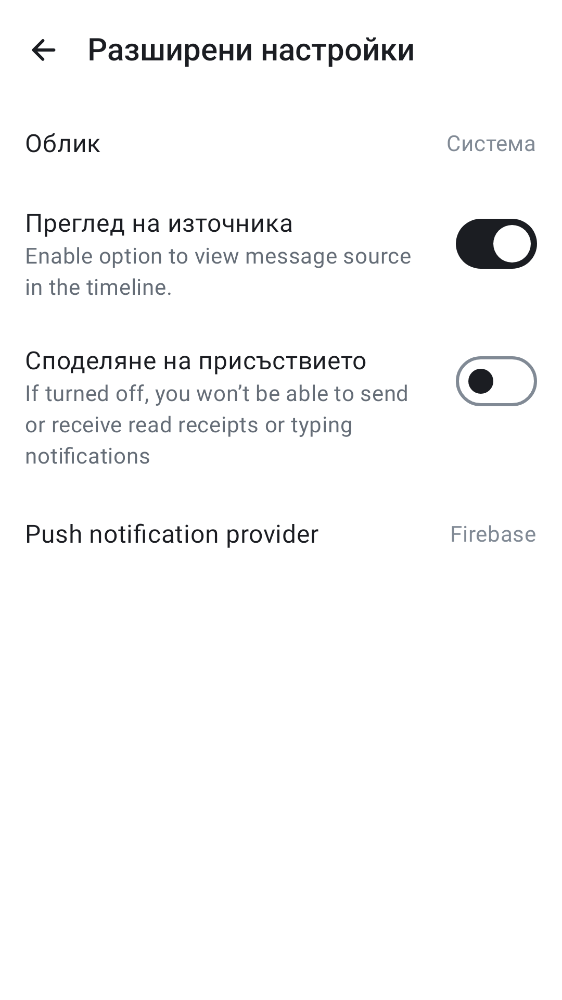 Разширени настройки
Облик
Система
Преглед на източника
Enable option to view message source
in the timeline.
Споделяне на присъствието
If turned off, you won’t be able to send
or receive read receipts or typing
notifications
Push notification provider
Firebase